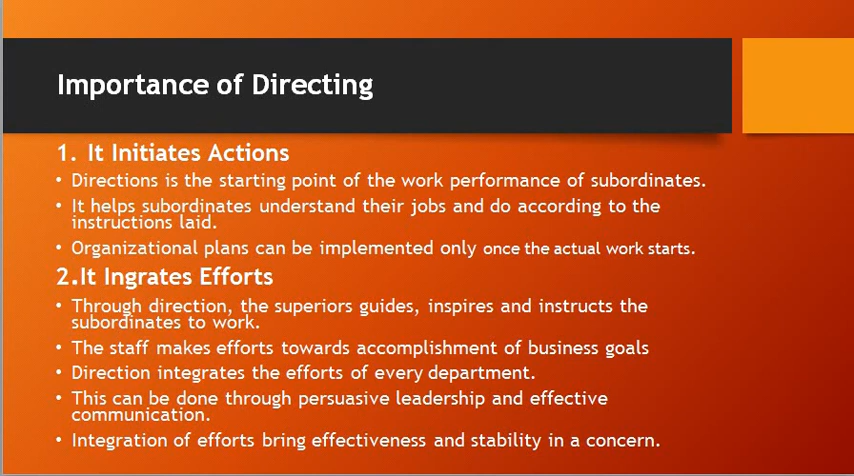 Importance of Directing
1. It Initiates Actions
• Directions is the starting point of the work performance of subordinates.
• It helps subordinates understand their jobs and do according to the
instructions laid.
• Organizational plans can be implemented only once the actual work starts.
2.It Ingrates Efforts
• Through direction, the superiors guides, inspires and instructs the
subordinates to work.
• The staff makes efforts towards accomplishment of business goals
• Direction integrates the efforts of every department.
• This can be done through persuasive leadership and effective
communication.
• Integration of efforts bring effectiveness and stability in a concern.